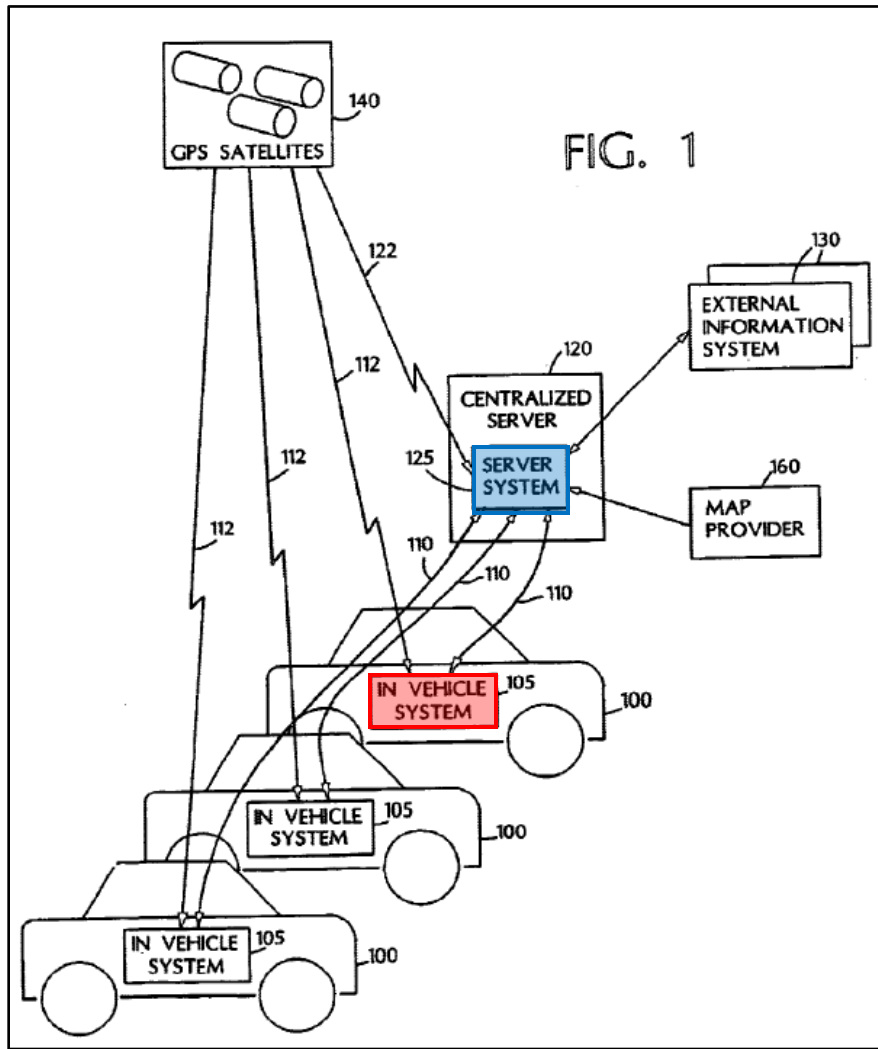 140
GPS SATELLITES
FIG. 1
122
130
EXTERNAL
INFORMATION
SYSTEM
120
CENTRALIZED
SERVER
112
125
SERVER
SYSTEM
160
MAP
PROVIDER
112
112
110
110
110
IN VEHICLE
SYSTEM
105
100
IN VEHICLE
SYSTEM
105
100
IN VEHICLE
SYSTEM
105
100